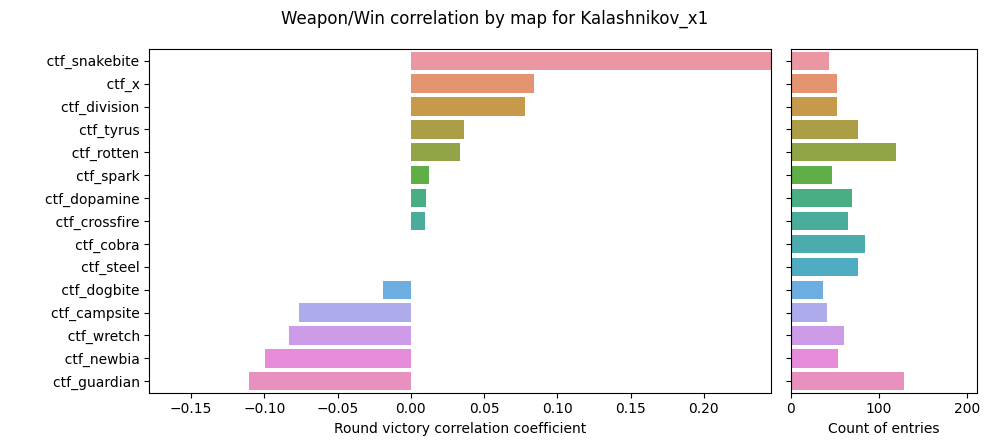 Weapon/Win correlation by map for Kalashnikov_x1
ctf_snakebite
ctf_x
ctf_division
ctf_tyrus
ctf_rotten
ctf_spark
ctf_dopamine
ctf_crossfire
ctf_cobra
ctf_steel
ctf_dogbite
ctf_campsite
ctf_wretch
ctf_newbia
ctf_guardian
−0.15 −0.10 −0.05 0.00 0.05 0.10 0.15 0.20
Round victory correlation coefficient
0 100 200
Count of entries